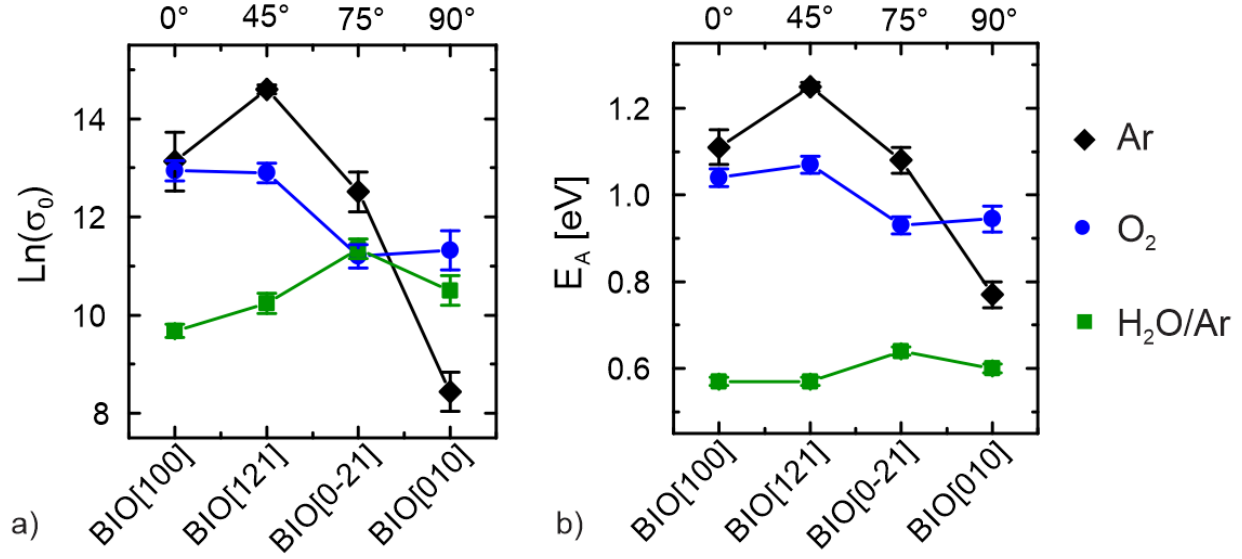 0° 45° 75° 90°
14
12
10
8
Ln(σ₀)
BIO[100] BIO[121] BIO[0-21] BIO[010]
a)
0° 45° 75° 90°
1.2
1.0
0.8
0.6
E_A [eV]
BIO[100] BIO[121] BIO[0-21] BIO[010]
b)
Ar
O₂
H₂O/Ar